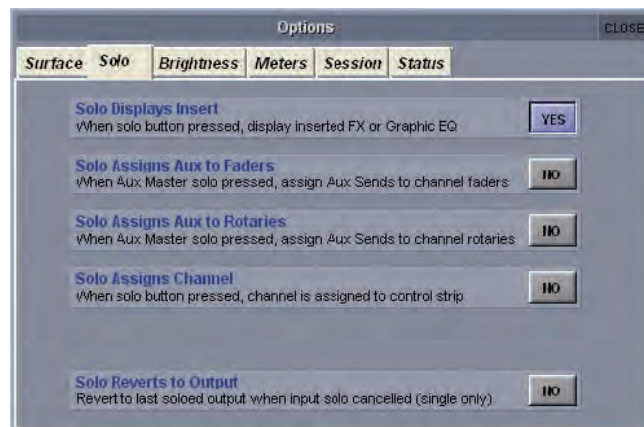 Options
CLOSE
Surface Solo Brightness Meters Session Status
Solo Displays Insert
When solo button pressed, display inserted FX or Graphic EQ
YES
Solo Assigns Aux to Faders
When Aux Master solo pressed, assign Aux Sends to channel faders
NO
Solo Assigns Aux to Rotaries
When Aux Master solo pressed, assign Aux Sends to channel rotaries
NO
Solo Assigns Channel
When solo button pressed, channel is assigned to control strip
NO
Solo Reverts to Output
Revert to last soloed output when input solo cancelled (single only)
NO